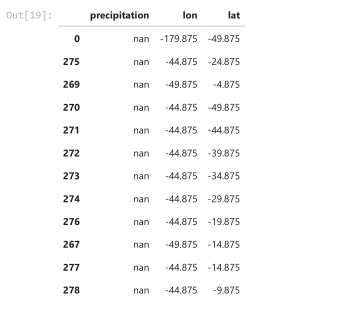 Out[19]: precipitation lon lat
0 nan -179.875 -49.875
275 nan -44.875 -24.875
269 nan -49.875 -4.875
270 nan -44.875 -49.875
271 nan -44.875 -44.875
272 nan -44.875 -39.875
273 nan -44.875 -34.875
274 nan -44.875 -29.875
276 nan -44.875 -19.875
267 nan -49.875 -14.875
277 nan -44.875 -14.875
278 nan -44.875 -9.875